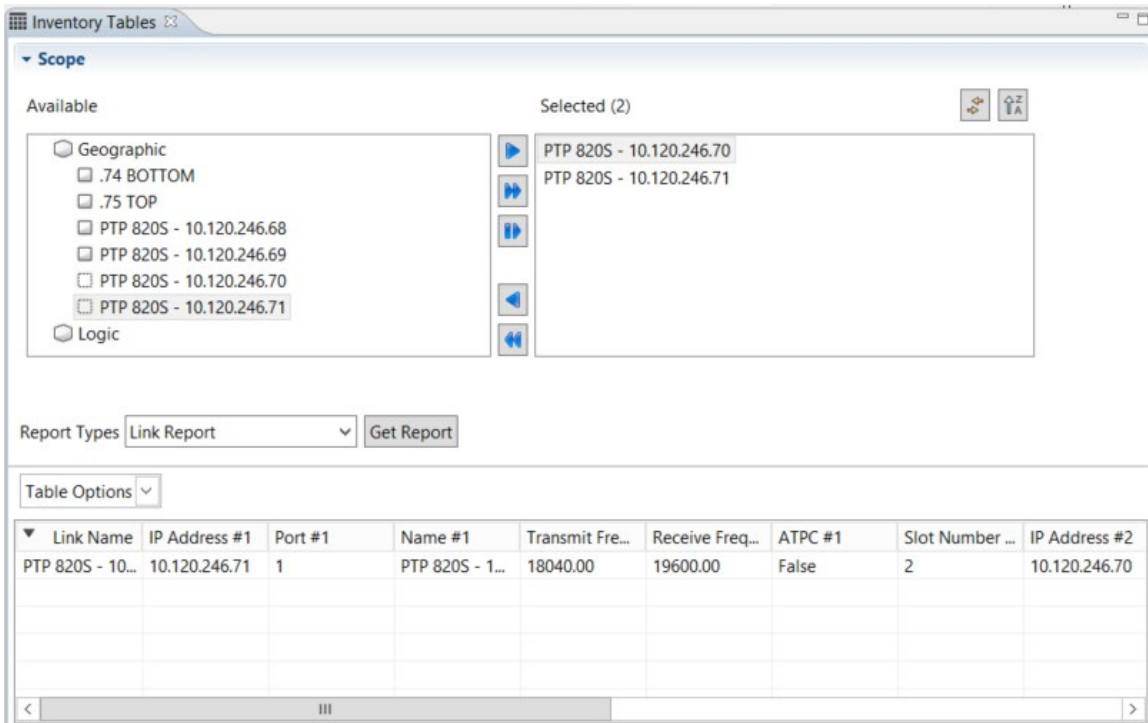 Inventory Tables
Scope
Available
Selected (2)
Geographic
.74 BOTTOM
.75 TOP
PTP 820S - 10.120.246.68
PTP 820S - 10.120.246.69
PTP 820S - 10.120.246.70
PTP 820S - 10.120.246.71
Logic
PTP 820S - 10.120.246.70
PTP 820S - 10.120.246.71
Report Types Link Report Get Report
Table Options
Link Name IP Address #1 Port #1 Name #1 Transmit Fre... Receive Freq... ATPC #1 Slot Number ... IP Address #2
PTP 820S - 10... 10.120.246.71 1 PTP 820S - 1... 18040.00 19600.00 False 2 10.120.246.70